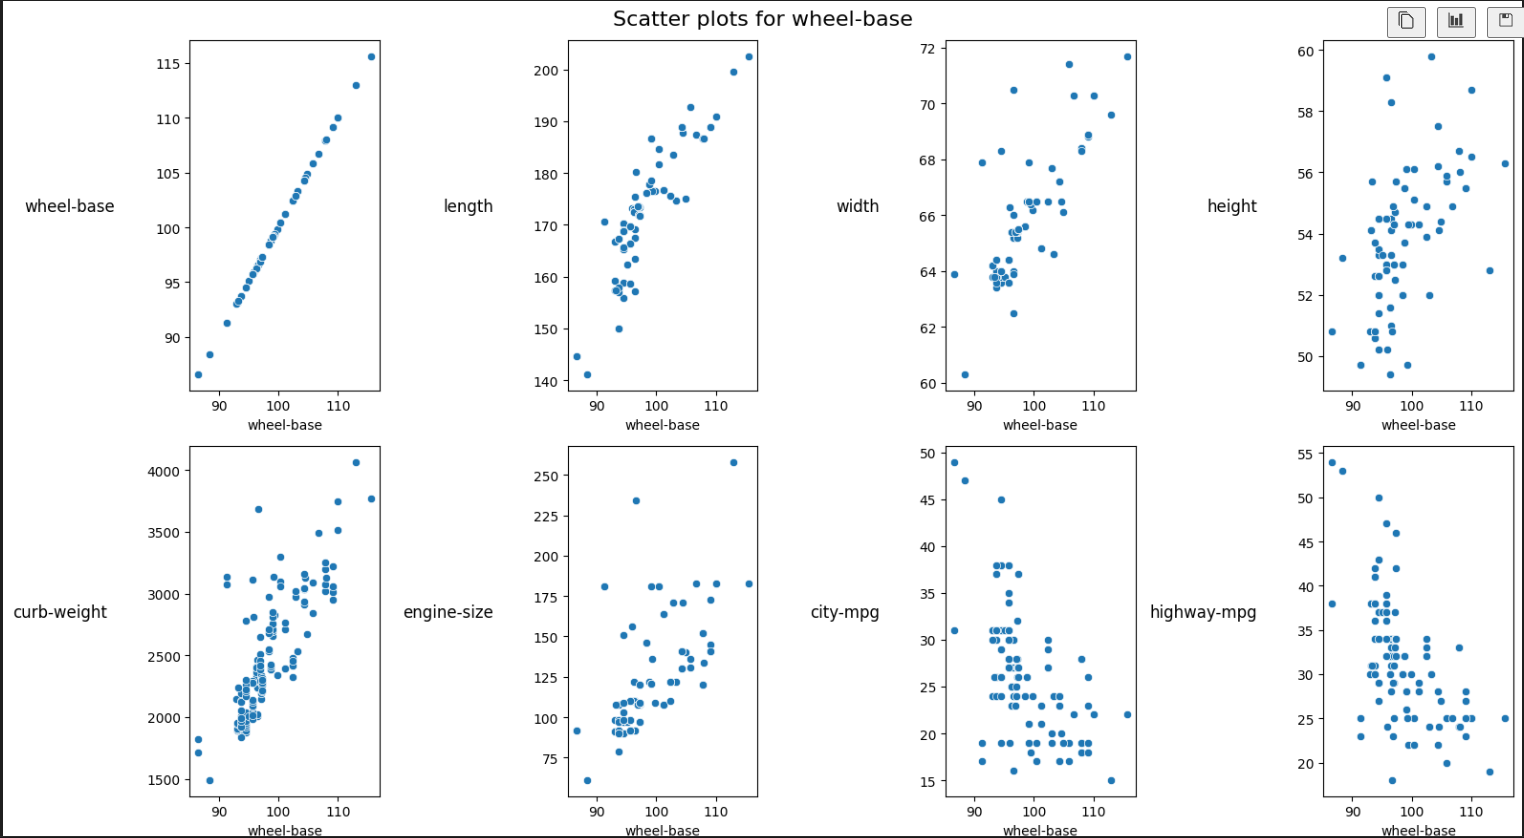 Scatter plots for wheel-base
wheel-base
115
110
105
100
95
90
90 100 110
wheel-base
length
200
190
180
170
160
150
140
90 100 110
wheel-base
width
72
70
68
66
64
62
60
90 100 110
wheel-base
height
60
58
56
54
52
50
90 100 110
wheel-base
curb-weight
4000
3500
3000
2500
2000
1500
90 100 110
wheel-base
engine-size
250
225
200
175
150
125
100
75
90 100 110
wheel-base
city-mpg
50
45
40
35
30
25
20
15
90 100 110
wheel-base
highway-mpg
55
50
45
40
35
30
25
20
90 100 110
wheel-base